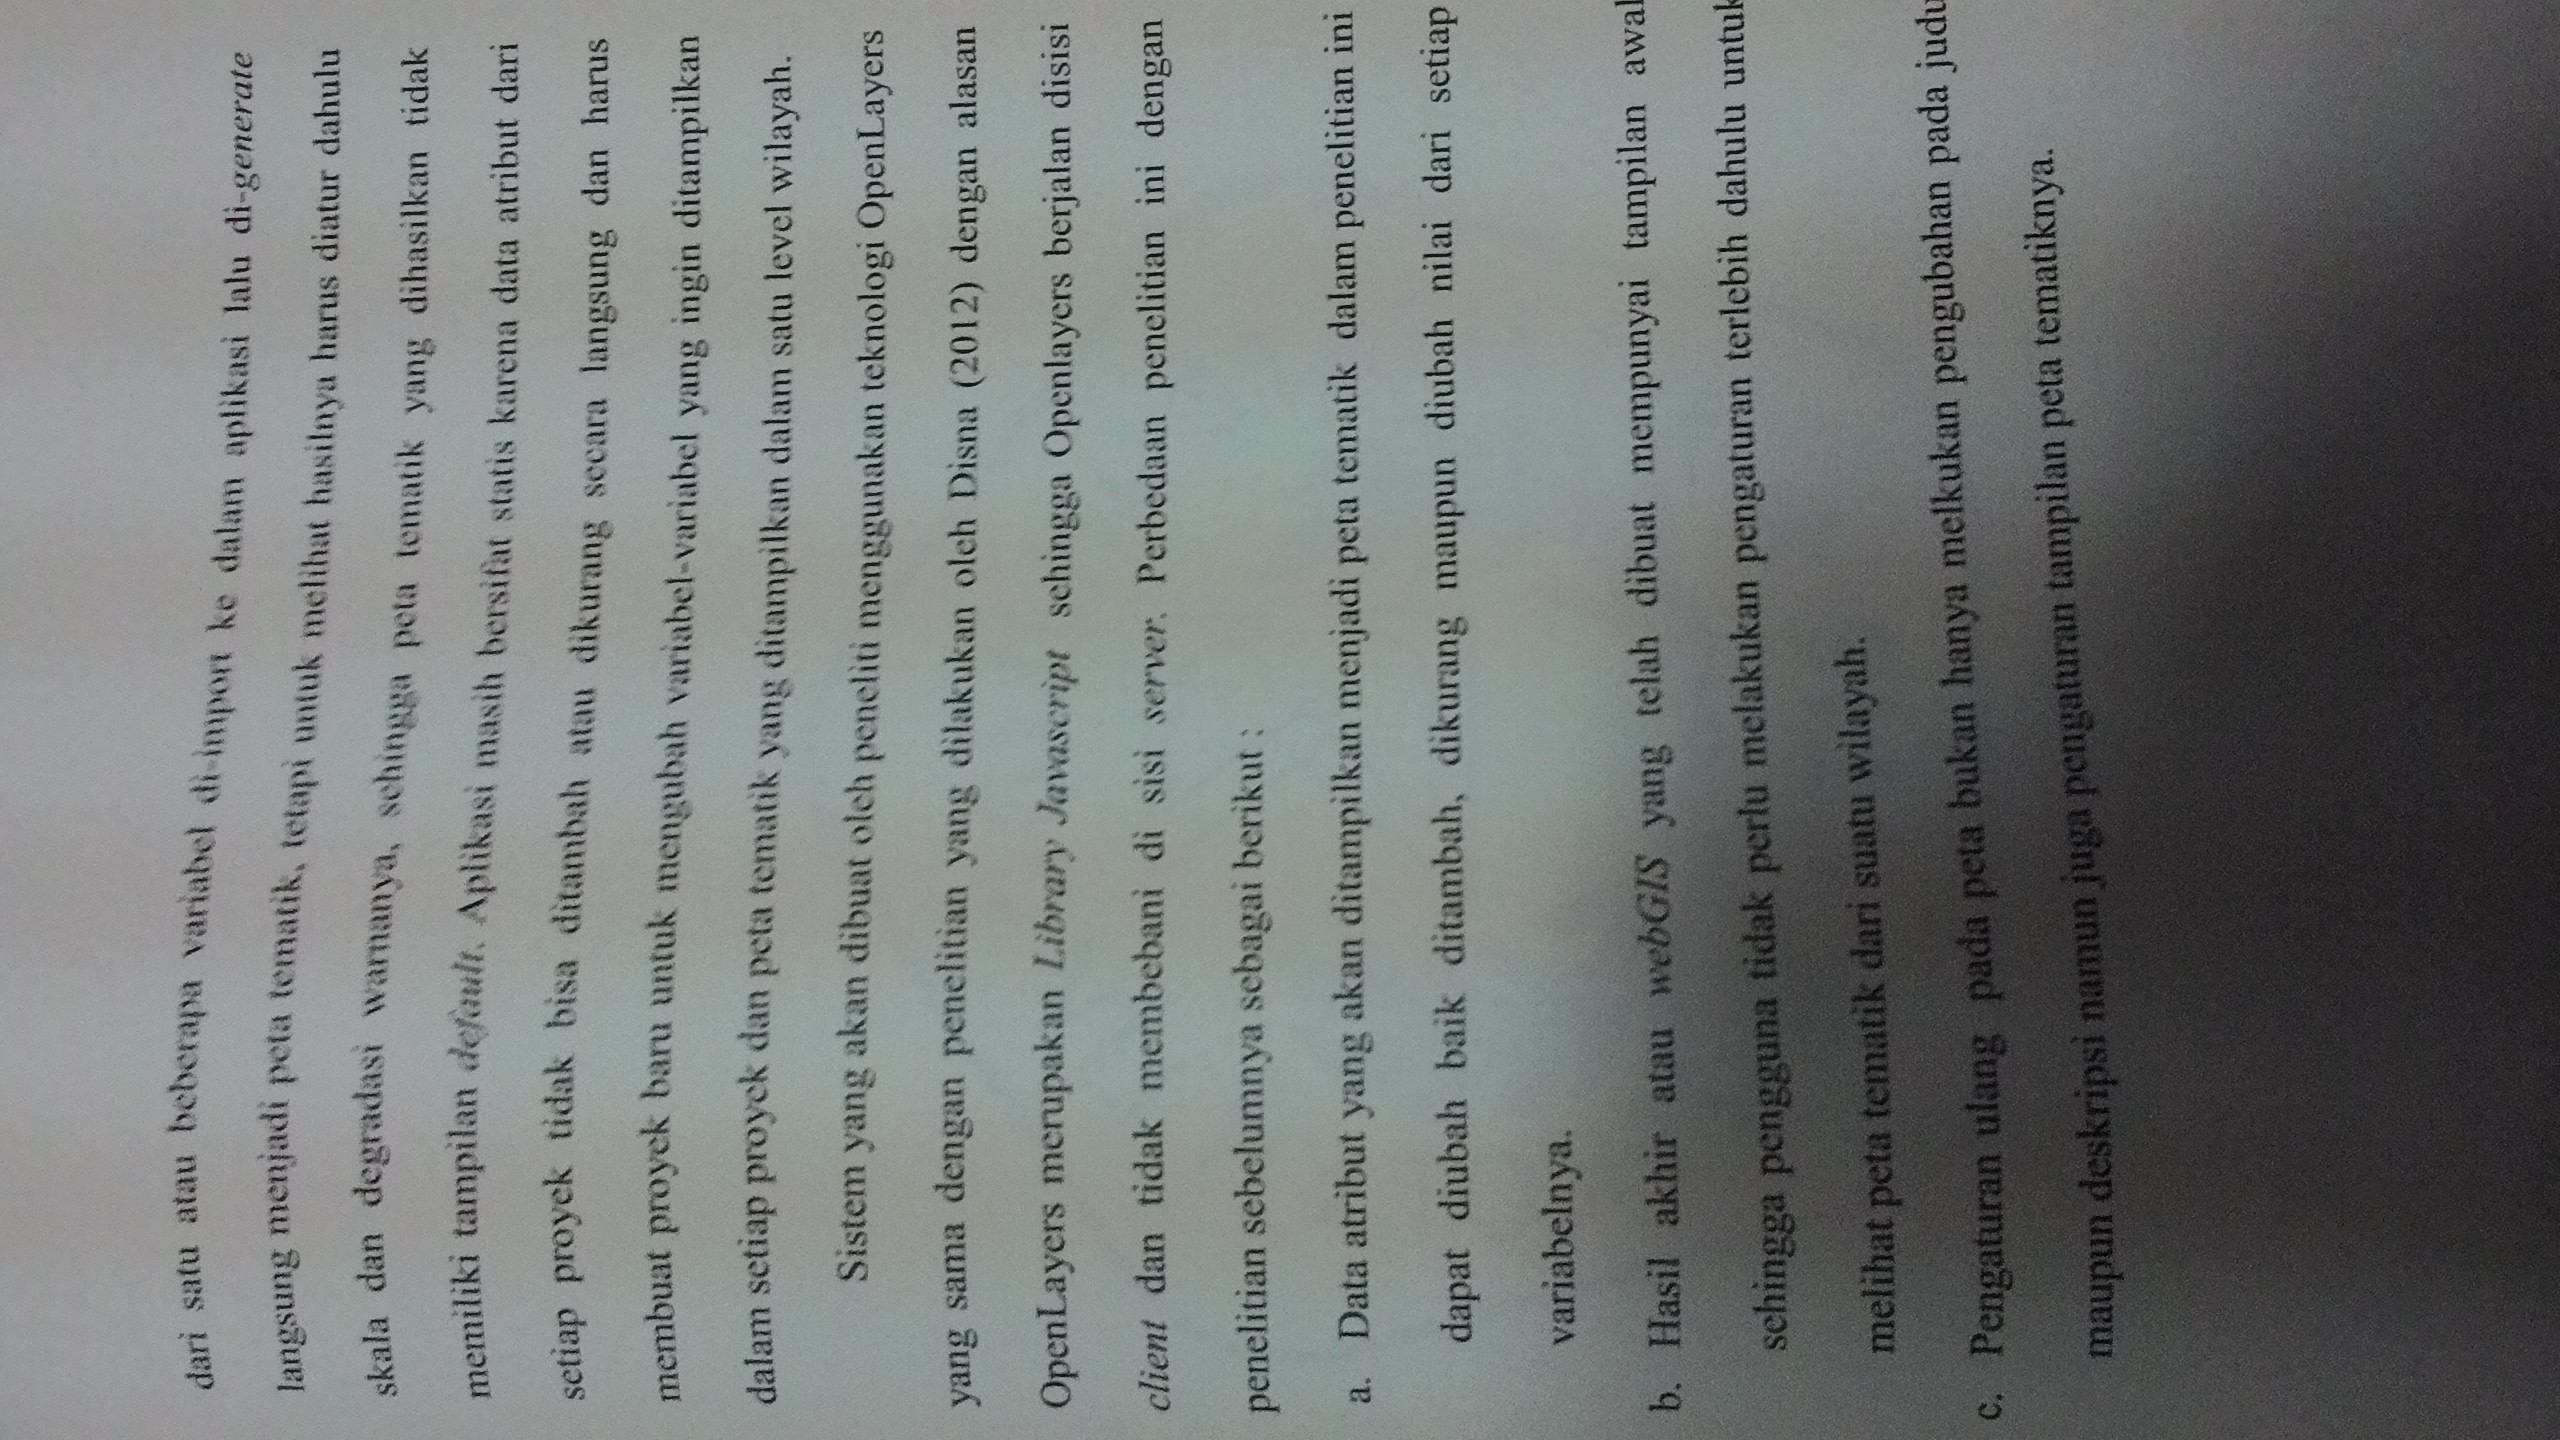 dari satu atau beberapa variabel di-import ke dalam aplikasi lalu di-generate
langsung menjadi peta tematik, tetapi untuk melihat hasilnya harus diatur dahulu
skala dan degradasi warnanya, sehingga peta tematik yang dihasilkan tidak
memiliki tampilan default. Aplikasi masih bersifat statis karena data atribut dari
setiap proyek tidak bisa ditambah atau dikurang secara langsung dan harus
membuat proyek baru untuk mengubah variabel-variabel yang ingin ditampilkan
dalam setiap proyek dan peta tematik yang ditampilkan dalam satu level wilayah.
Sistem yang akan dibuat oleh peneliti menggunakan teknologi OpenLayers
yang sama dengan penelitian yang dilakukan oleh Disna (2012) dengan alasan
OpenLayers merupakan Library Javascript sehingga Openlayers berjalan disisi
client dan tidak membebani di sisi server. Perbedaan penelitian ini dengan
penelitian sebelumnya sebagai berikut :
a. Data atribut yang akan ditampilkan menjadi peta tematik dalam penelitian ini
dapat diubah baik ditambah, dikurang maupun diubah nilai dari setiap
variabelnya.
b. Hasil akhir atau webGIS yang telah dibuat mempunyai tampilan awal
sehingga pengguna tidak perlu melakukan pengaturan terlebih dahulu untuk
melihat peta tematik dari suatu wilayah.
c. Pengaturan ulang pada peta bukan hanya melkukan pengubahan pada judu
maupun deskripsi namun juga pengaturan tampilan peta tematiknya.